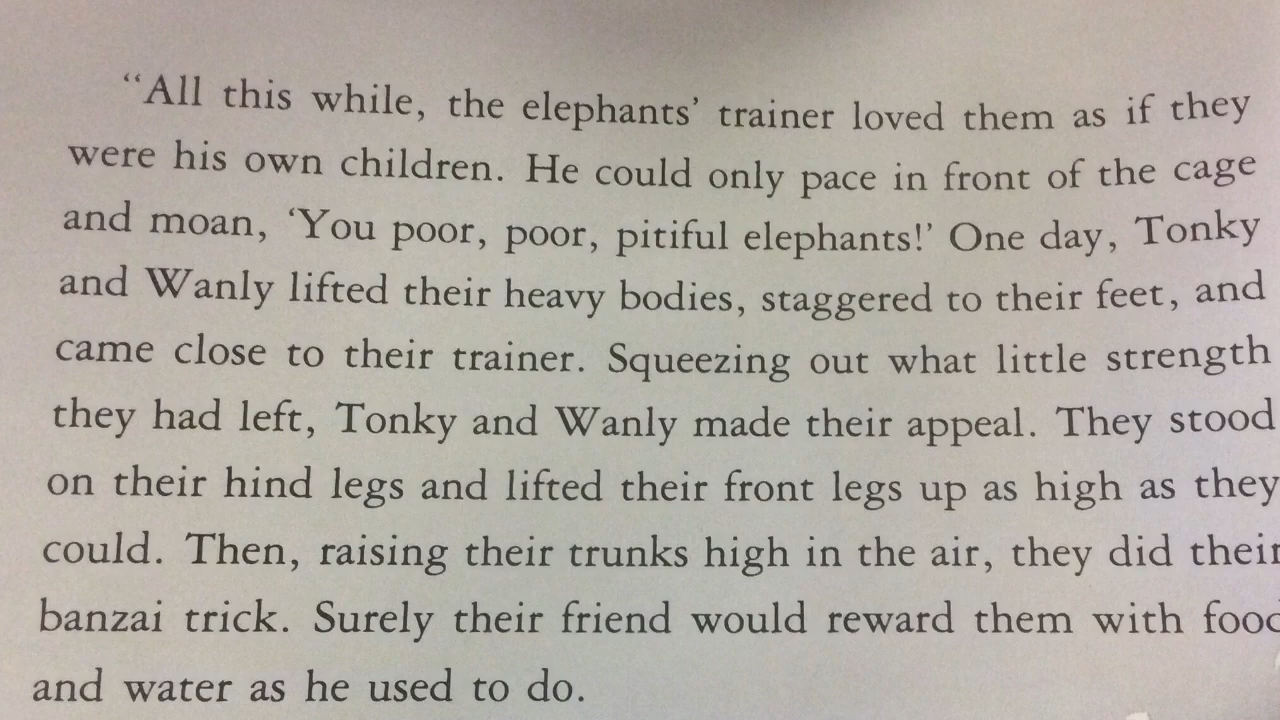 “All this while, the elephants’ trainer loved them as if they
were his own children. He could only pace in front of the cage
and moan, ‘You poor, poor, pitiful elephants!’ One day, Tonky
and Wanly lifted their heavy bodies, staggered to their feet, and
came close to their trainer. Squeezing out what little strength
they had left, Tonky and Wanly made their appeal. They stood
on their hind legs and lifted their front legs up as high as they
could. Then, raising their trunks high in the air, they did their
banzai trick. Surely their friend would reward them with food
and water as he used to do.